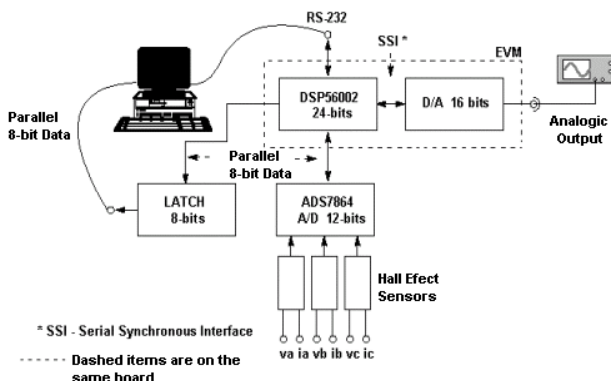 RS-232
SSI *
EVM
DSP56002
24-bits
D/A 16 bits
Analogic
Output
Parallel
8-bit Data
Parallel
8-bit Data
LATCH
8-bits
ADS7864
A/D 12-bits
Hall Efect
Sensors
va ia vb ib vc ic
* SSI - Serial Synchronous Interface
Dashed items are on the
same board